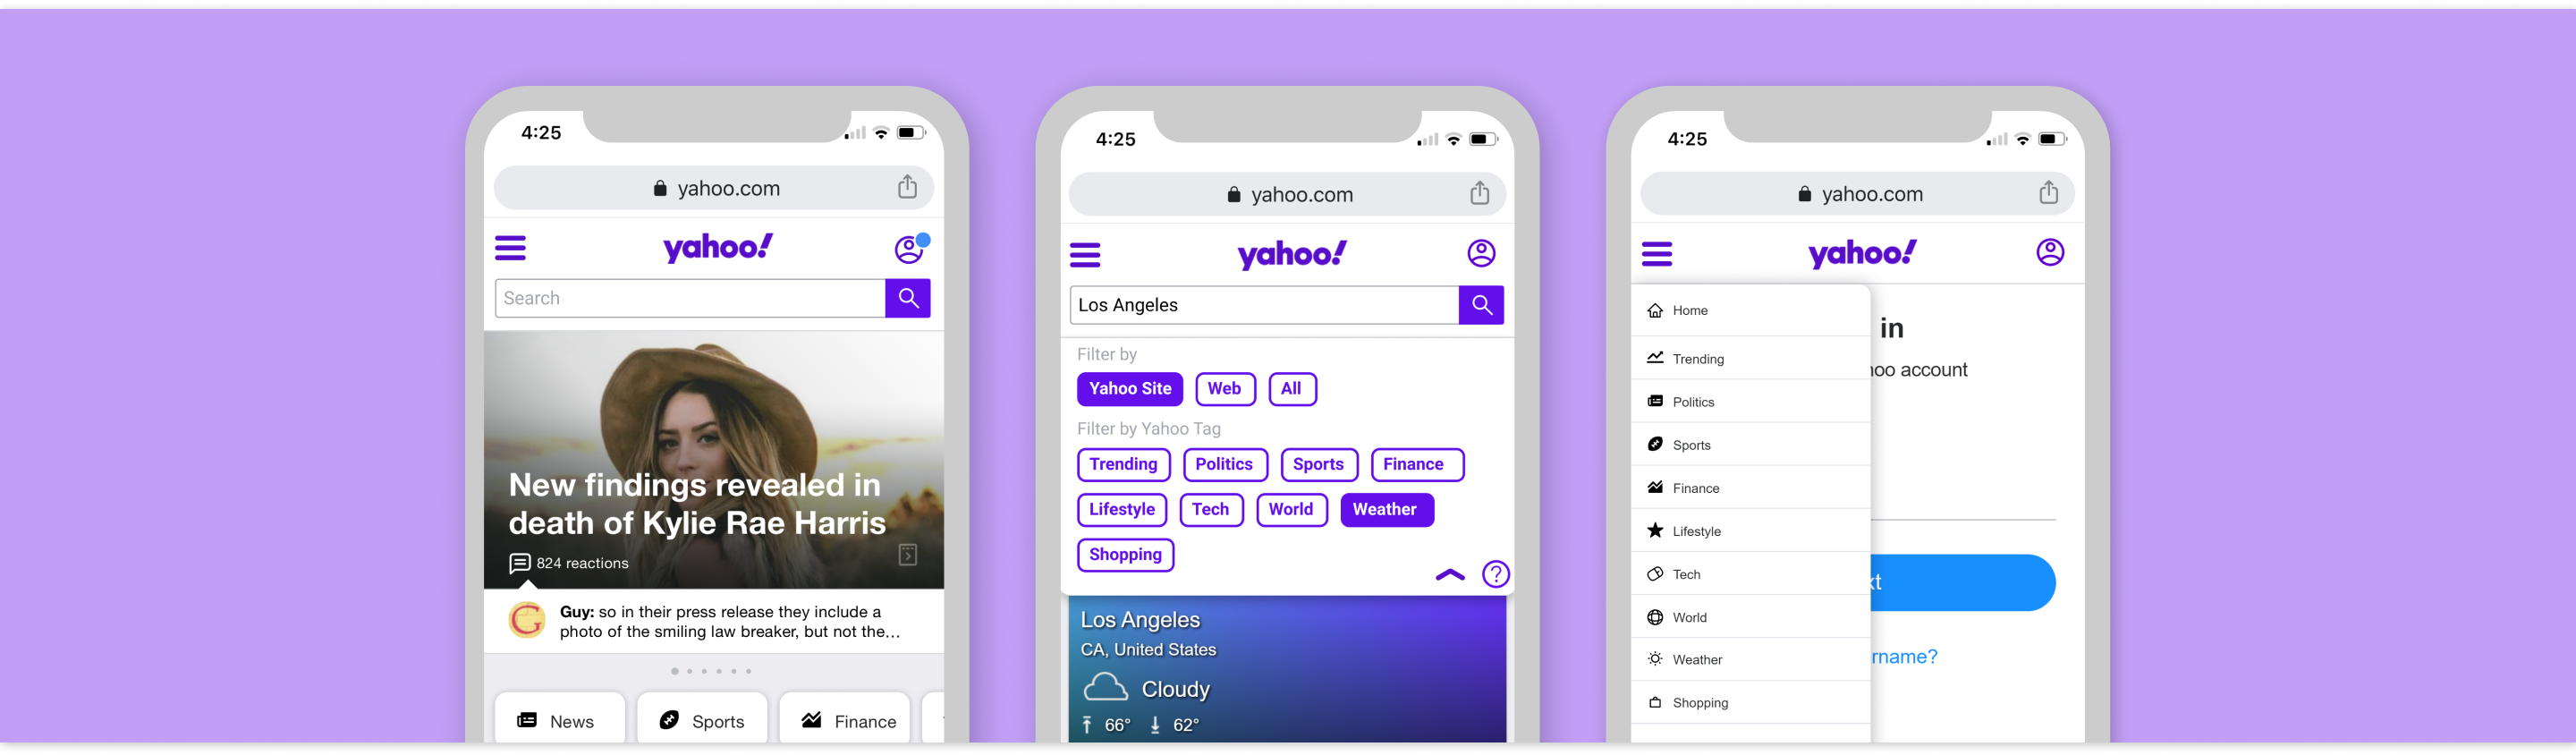 4:25
yahoo.com
yahoo!
Search
New findings revealed in
death of Kylie Rae Harris
824 reactions
G
Guy: so in their press release they include a
photo of the smiling law breaker, but not the...
News
Sports
Finance
4:25
yahoo.com
yahoo!
Los Angeles
Filter by
Yahoo Site
Web
All
Filter by Yahoo Tag
Trending
Politics
Sports
Finance
Lifestyle
Tech
World
Weather
Shopping
?
Los Angeles
CA, United States
Cloudy
66° 62°
4:25
yahoo.com
yahoo!
Home
Trending
Politics
Sports
Finance
Lifestyle
Tech
World
Weather
Shopping
in
account